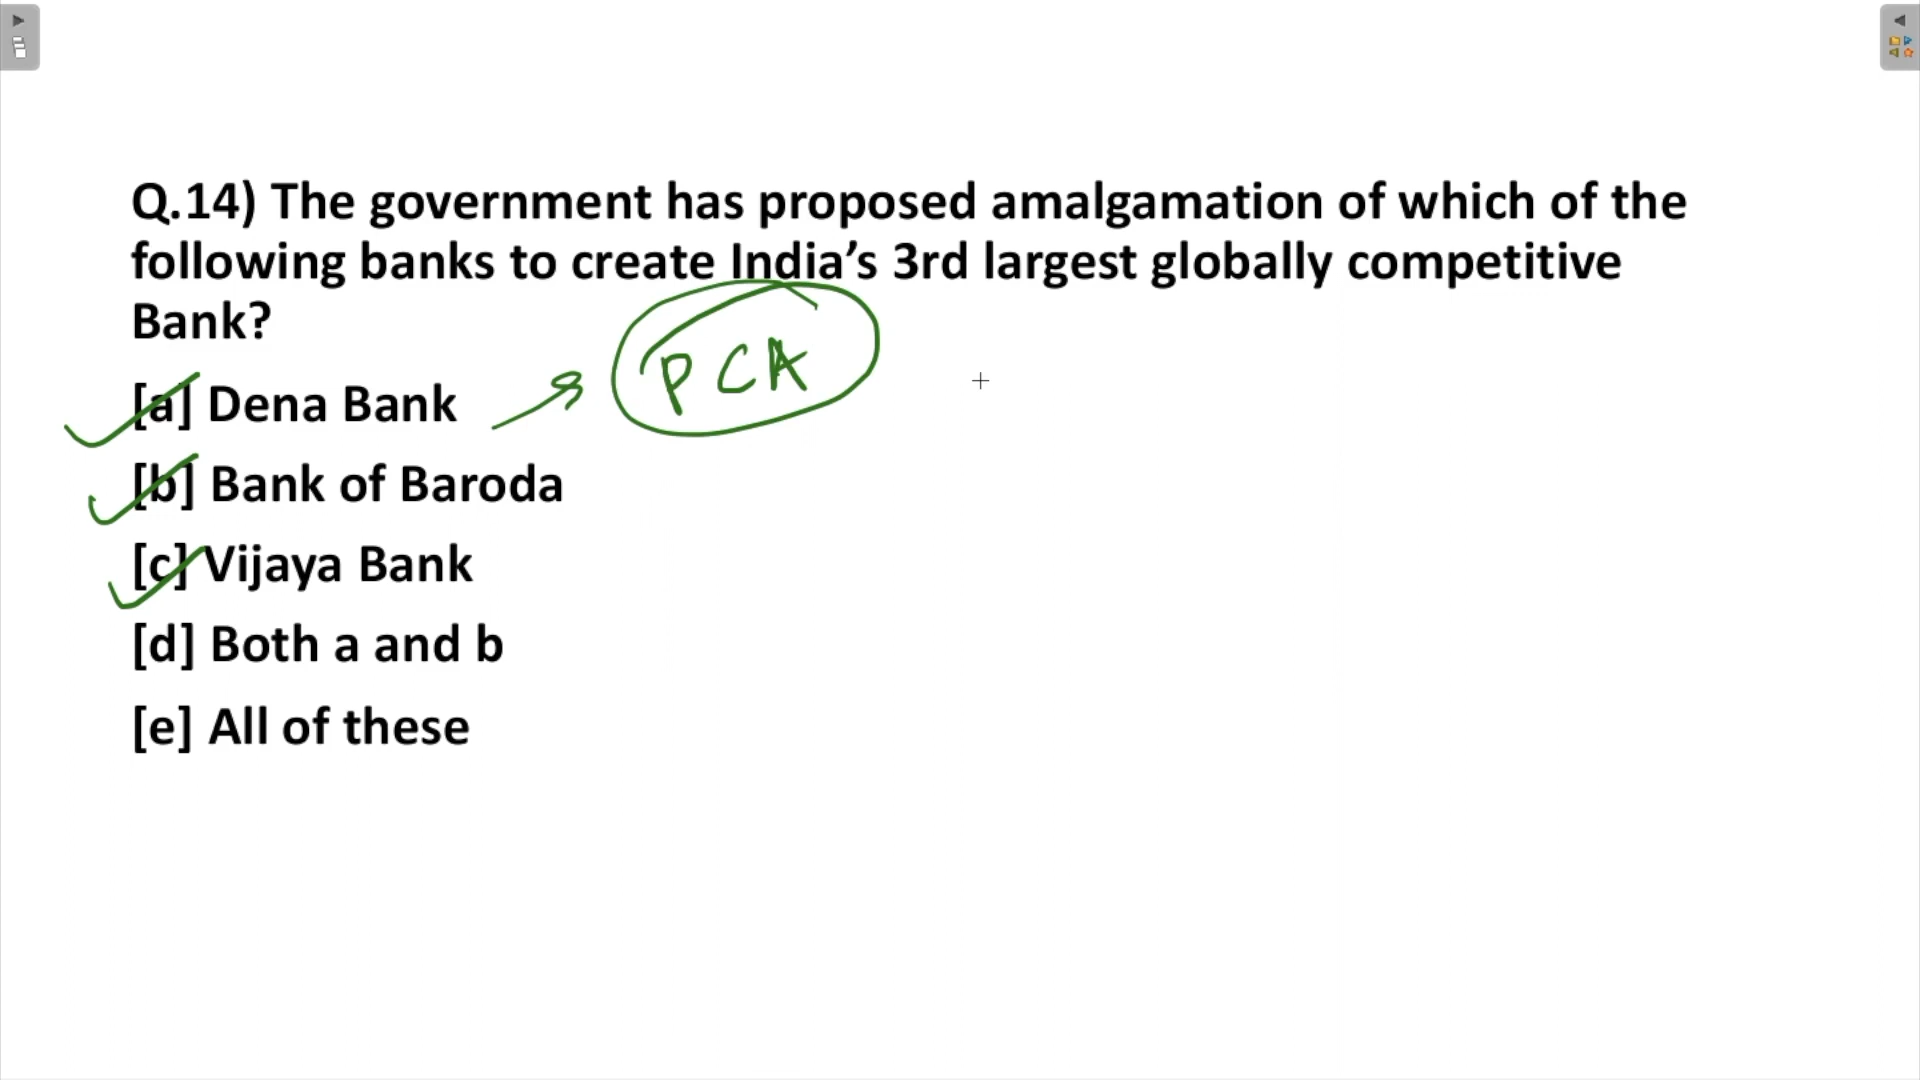 Q.14) The government has proposed amalgamation of which of the
following banks to create India’s 3rd largest globally competitive
Bank?
[a] Dena Bank
PCA
[b] Bank of Baroda
[c] Vijaya Bank
[d] Both a and b
[e] All of these